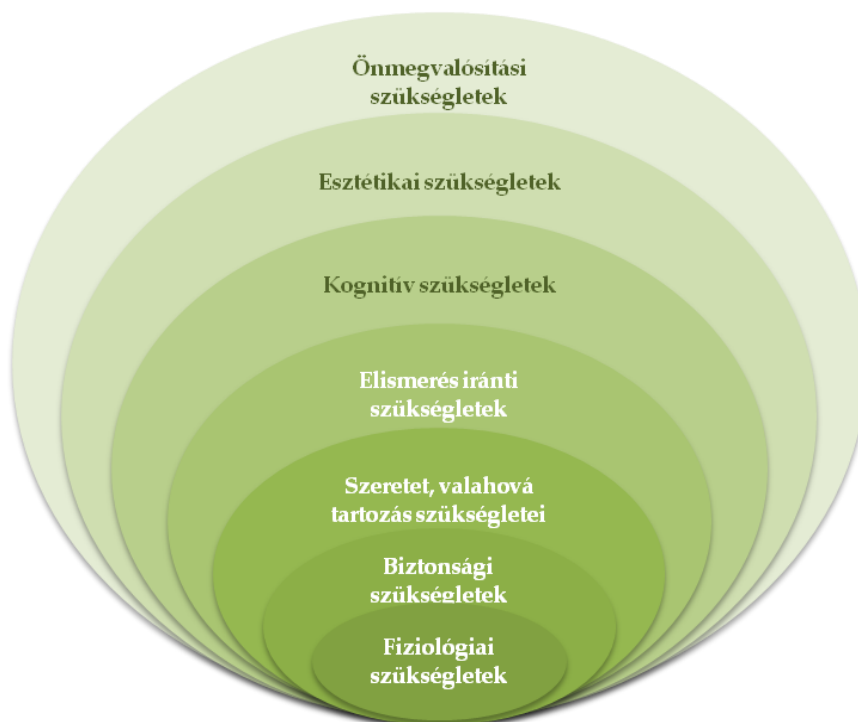 Önmegvalósítási
szükségletek
Esztétikai szükségletek
Kognitív szükségletek
Elismerés iránti
szükségletek
Szeretet, valahová
tartozás szükségletei
Biztonsági
szükségletek
Fiziológiai
szükségletek